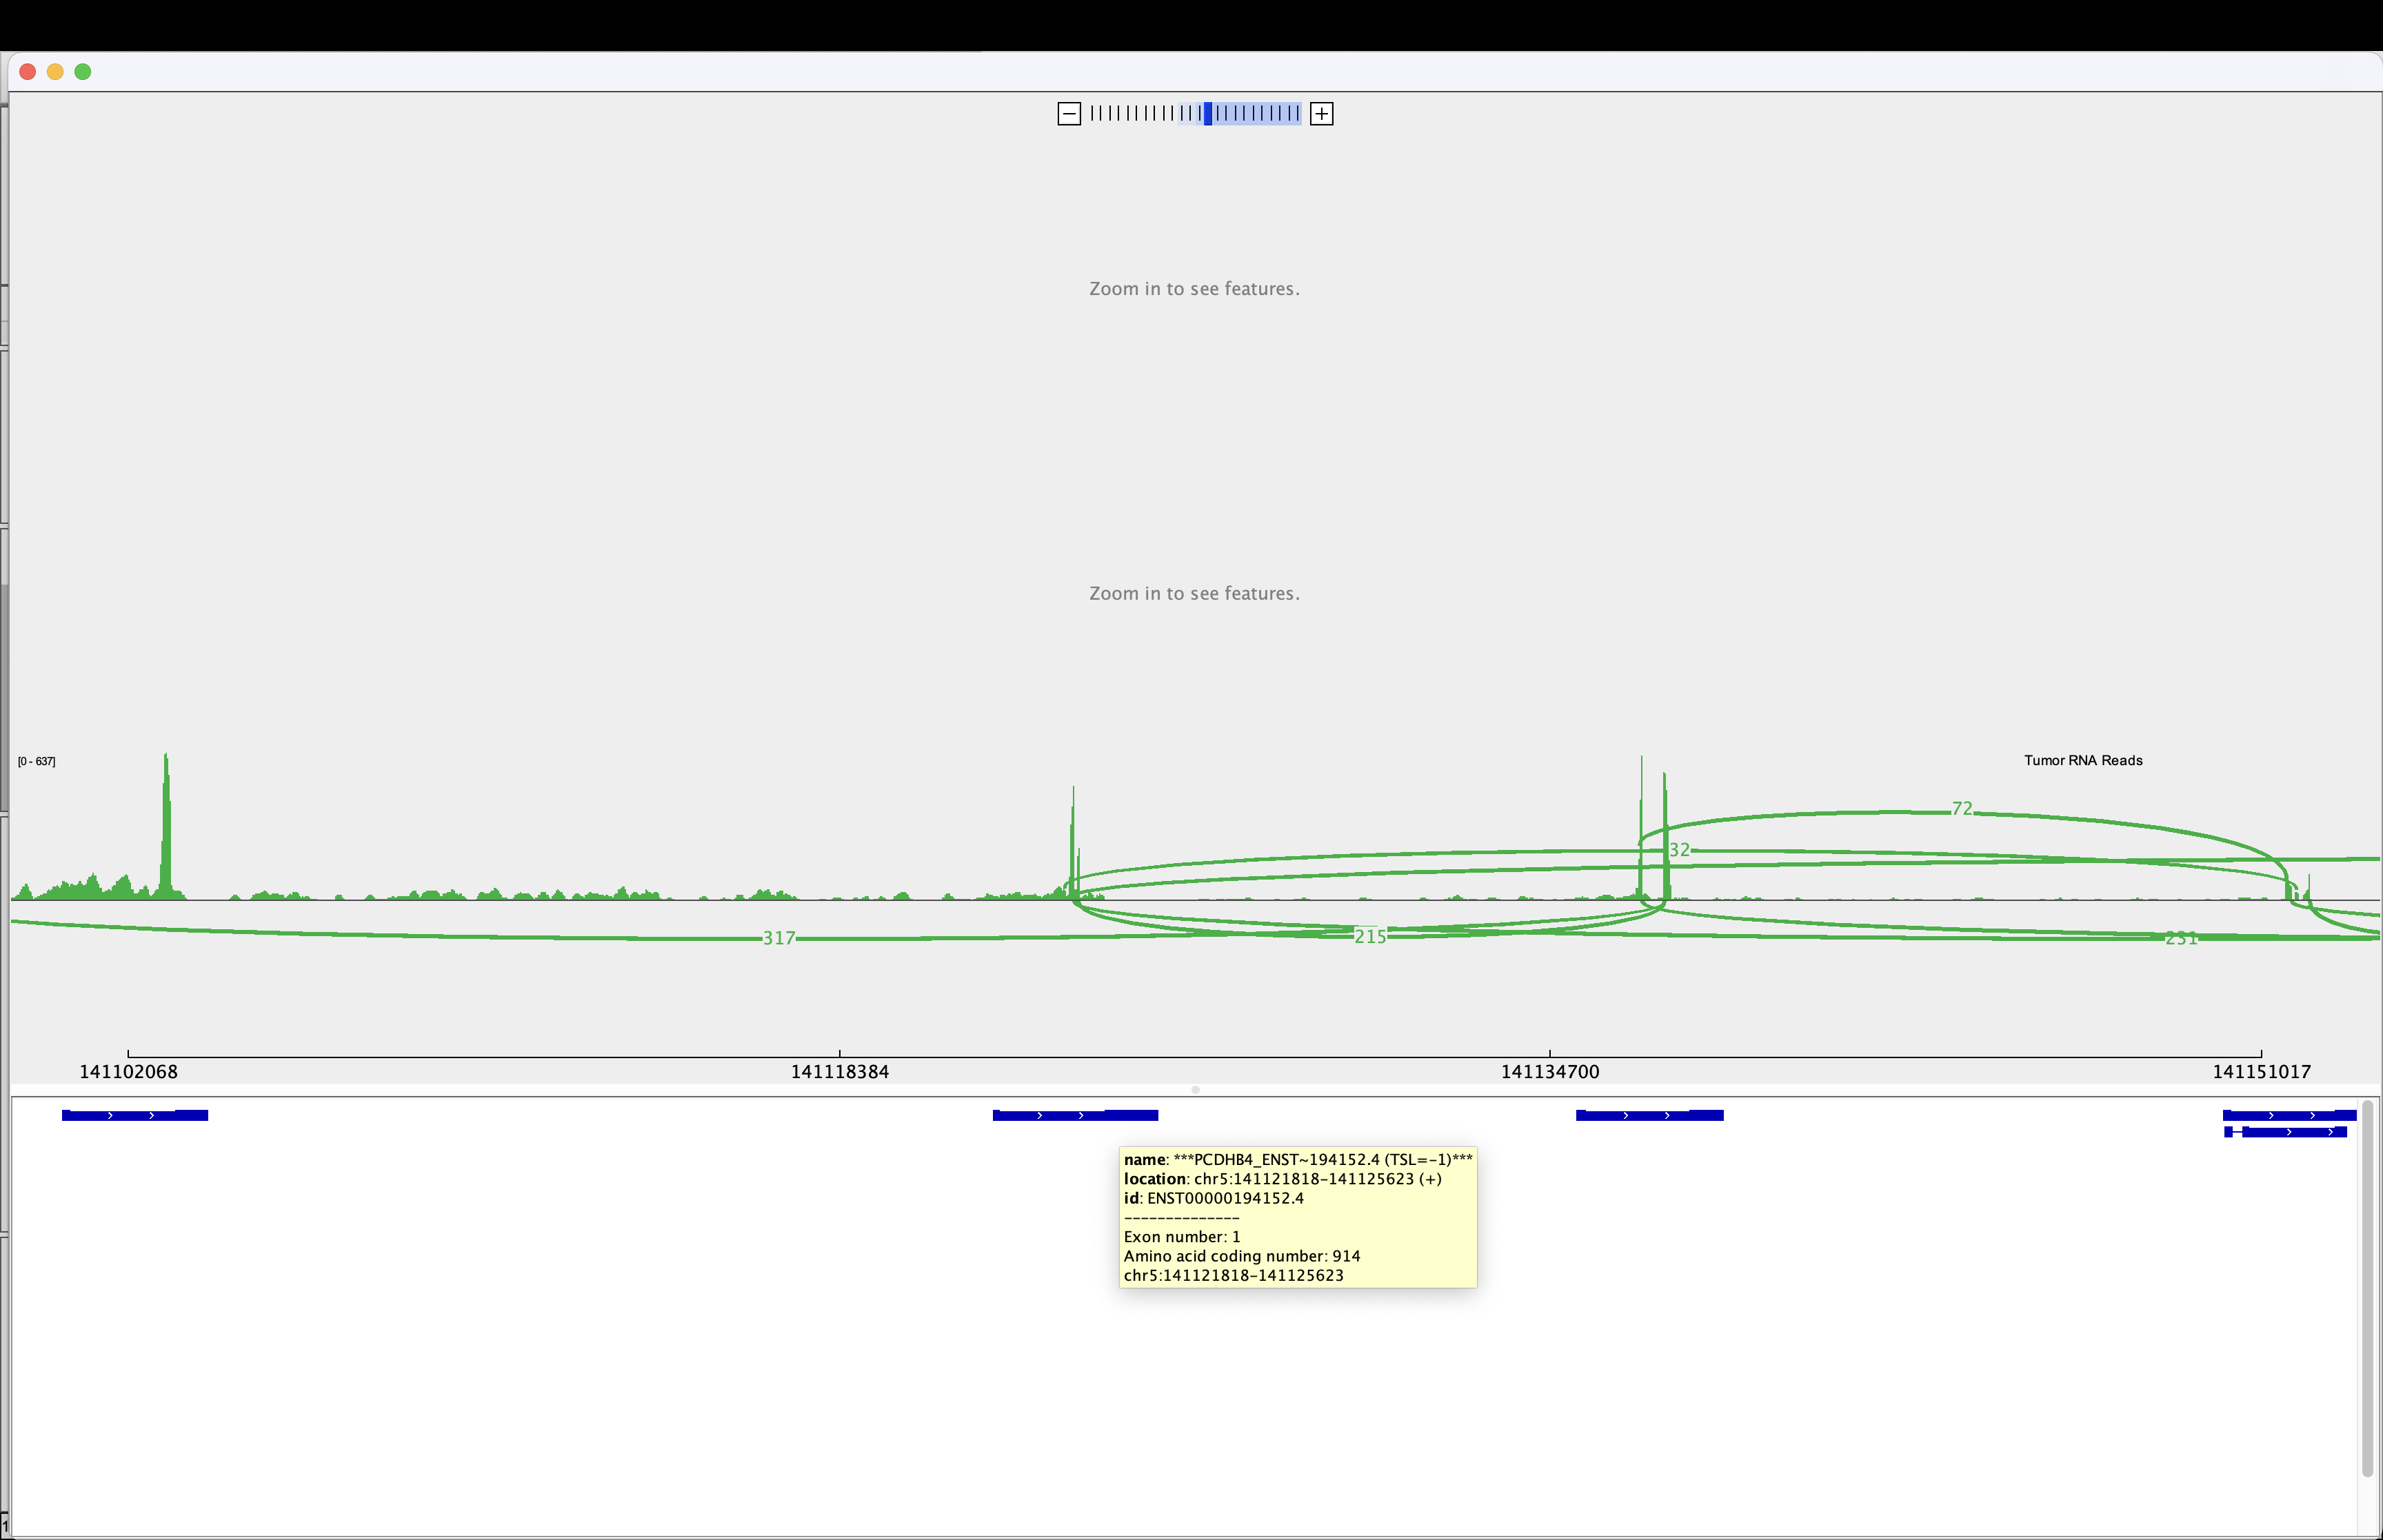 Zoom in to see features.
Zoom in to see features.
[0 - 637]
Tumor RNA Reads
72
32
317
215
231
141102068
141118384
141134700
141151017
name: ***PCDHB4_ENST~194152.4 (TSL=-1)***
location: chr5:141121818-141125623 (+)
id: ENST00000194152.4
--------------
Exon number: 1
Amino acid coding number: 914
chr5:141121818-141125623
1